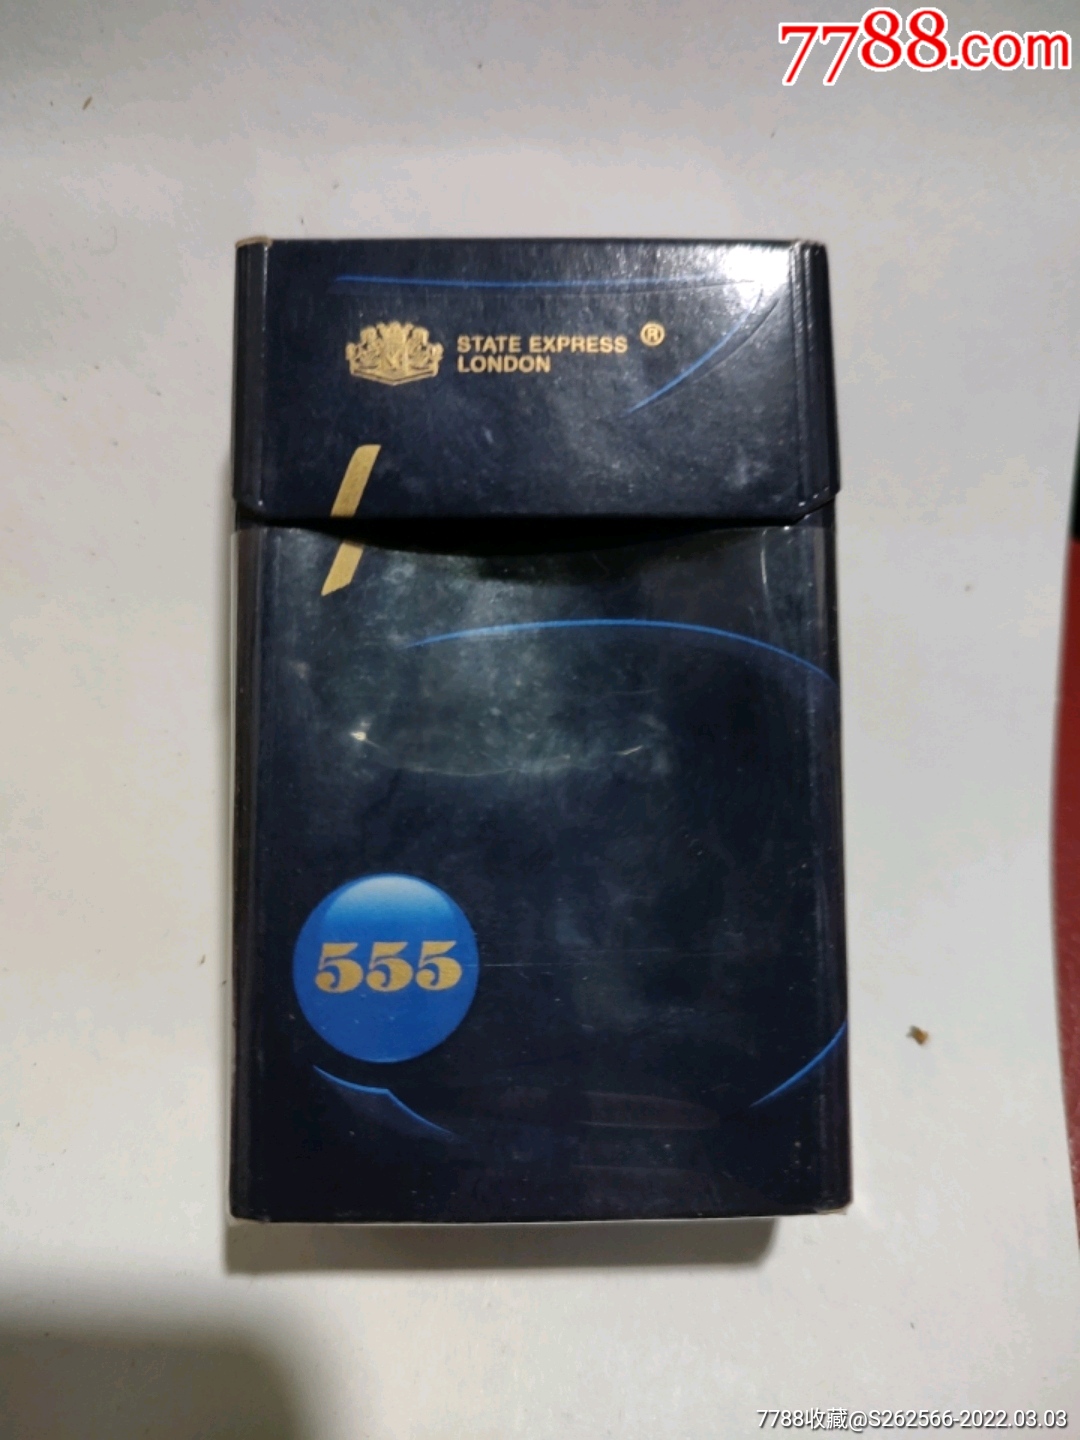 7788.com
STATE EXPRESS ®
LONDON
555
7788收藏@S262566-2022.03.03